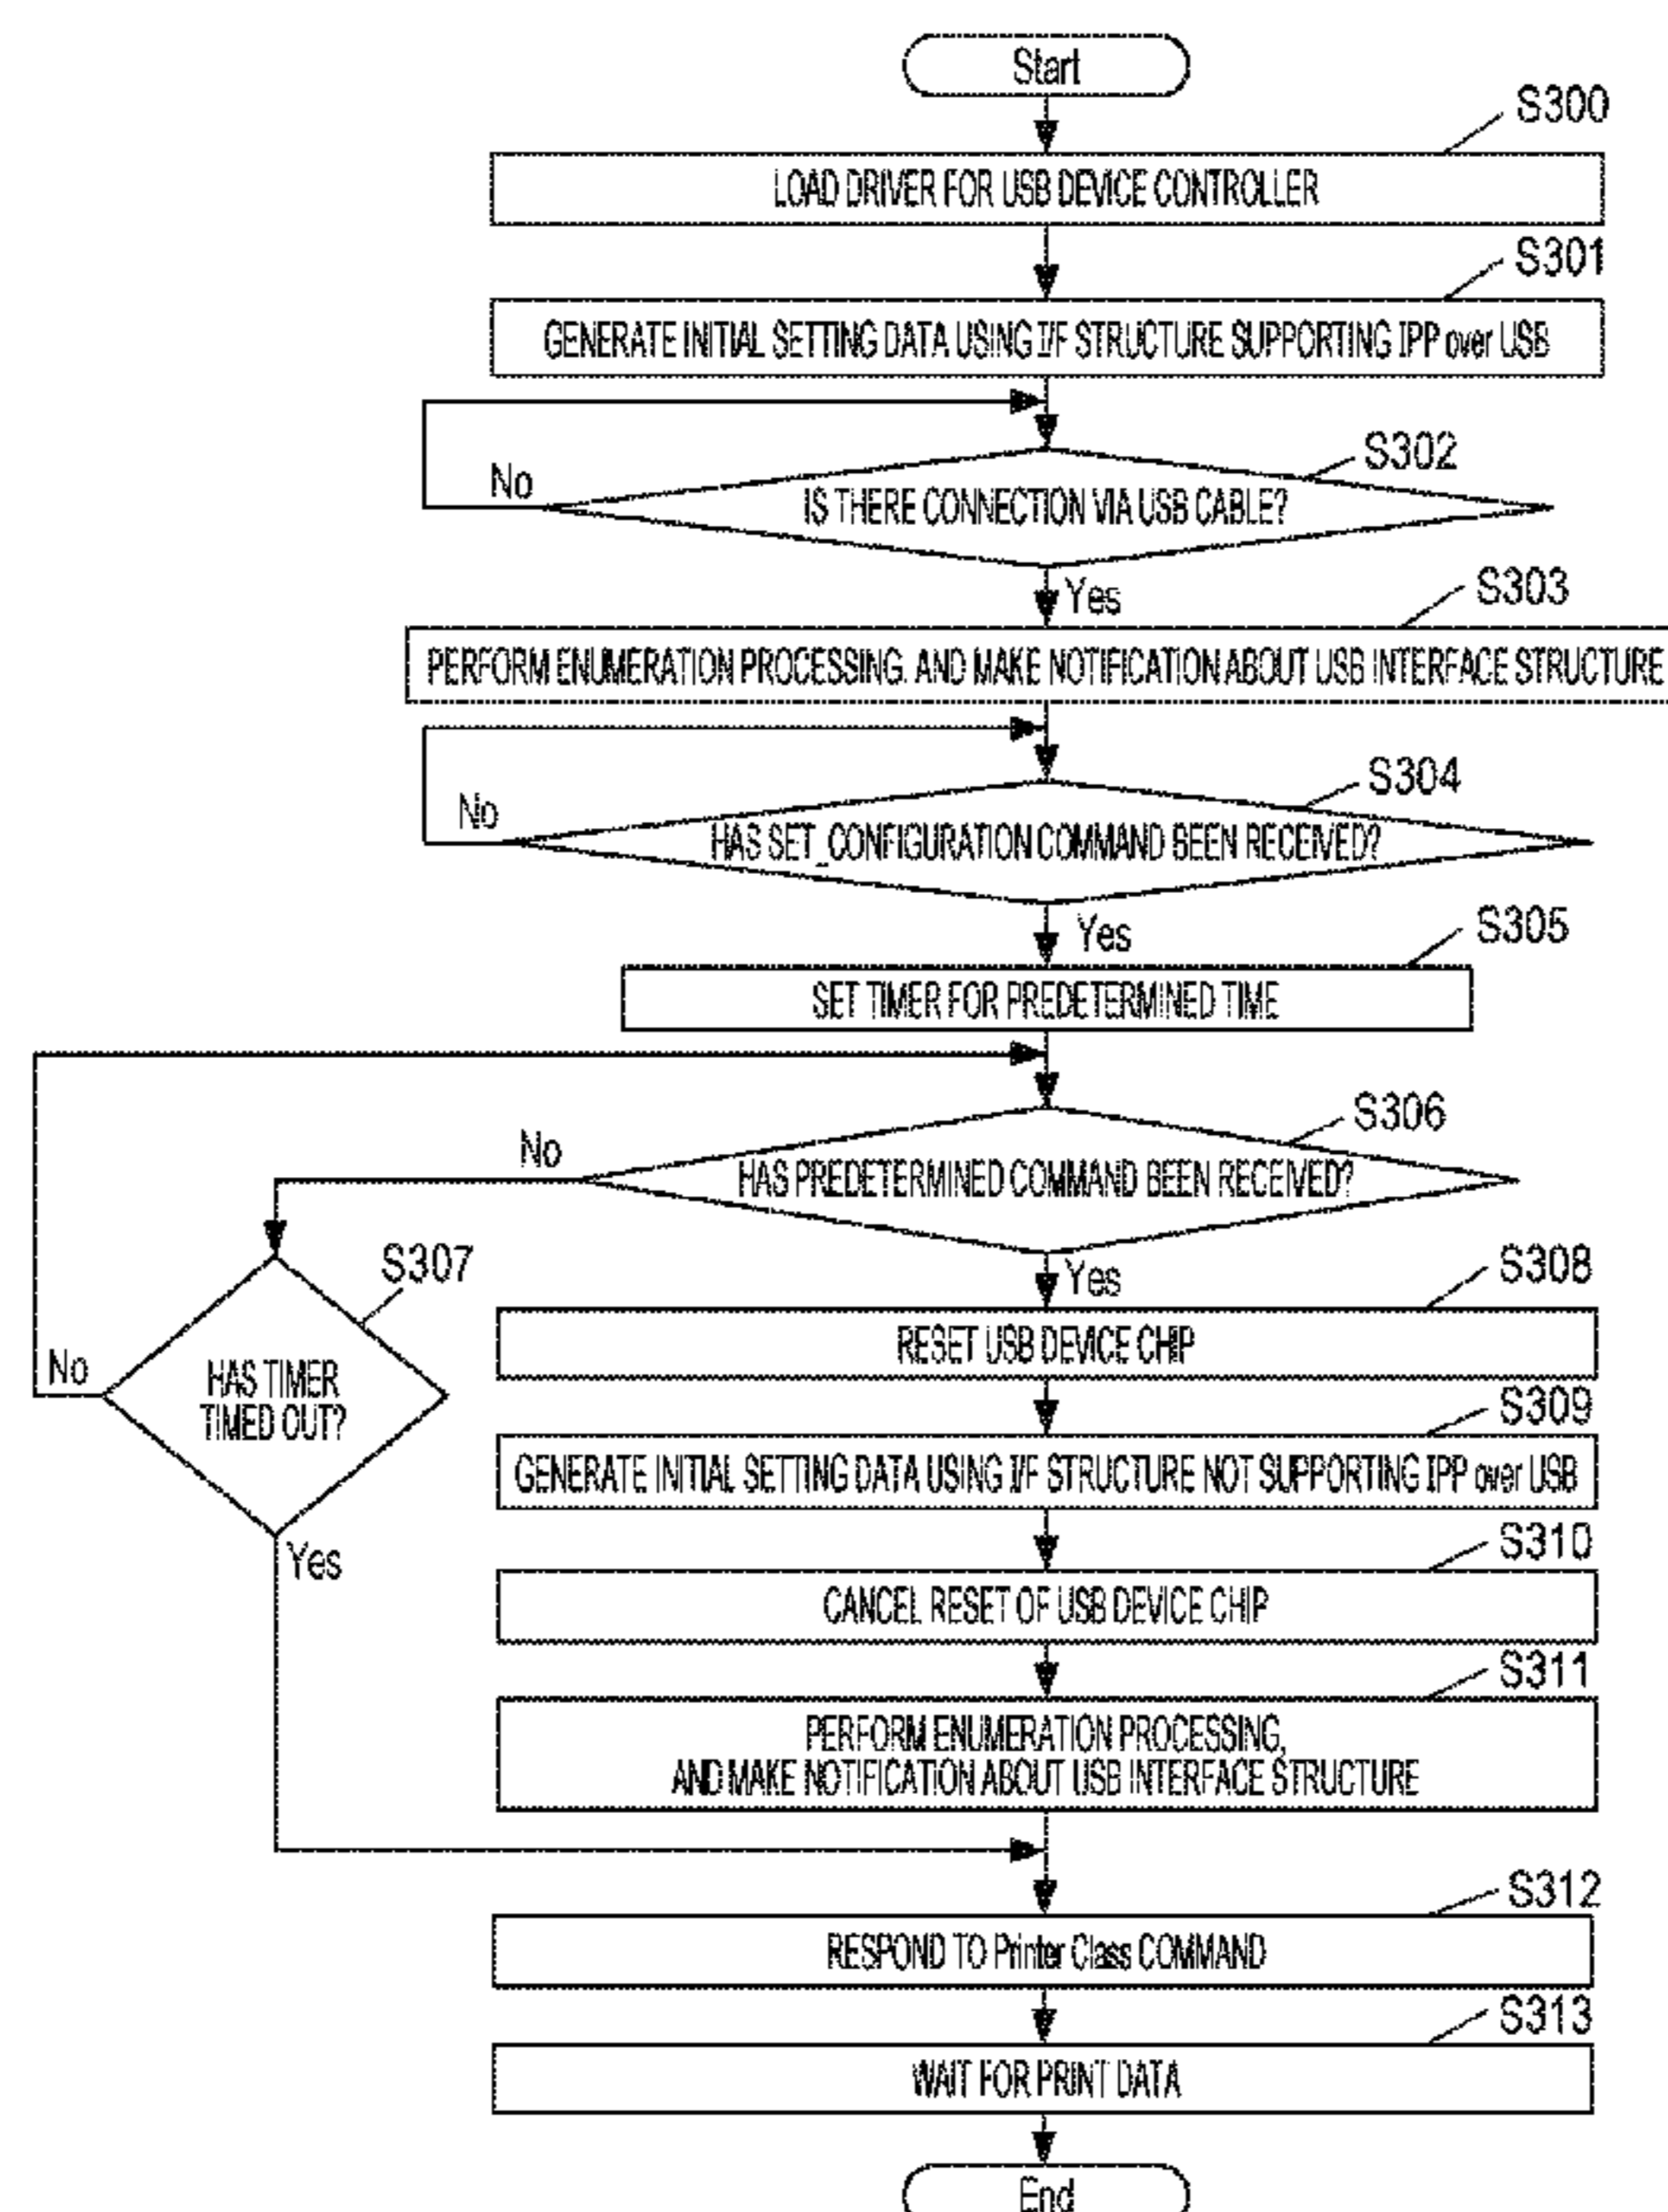 Start
S300
LOAD DRIVER FOR USB DEVICE CONTROLLER
S301
GENERATE INITIAL SETTING DATA USING I/F STRUCTURE SUPPORTING IPP over USB
S302
No
IS THERE CONNECTION VIA USB CABLE?
Yes
S303
PERFORM ENUMERATION PROCESSING, AND MAKE NOTIFICATION ABOUT USB INTERFACE STRUCTURE
S304
No
HAS SET_CONFIGURATION COMMAND BEEN RECEIVED?
Yes
S305
SET TIMER FOR PREDETERMINED TIME
S306
No
HAS PREDETERMINED COMMAND BEEN RECEIVED?
Yes
S307
No
HAS TIMER
TIMED OUT?
Yes
S308
RESET USB DEVICE CHIP
S309
GENERATE INITIAL SETTING DATA USING I/F STRUCTURE NOT SUPPORTING IPP over USB
S310
CANCEL RESET OF USB DEVICE CHIP
S311
PERFORM ENUMERATION PROCESSING,
AND MAKE NOTIFICATION ABOUT USB INTERFACE STRUCTURE
S312
RESPOND TO Printer Class COMMAND
S313
WAIT FOR PRINT DATA
End